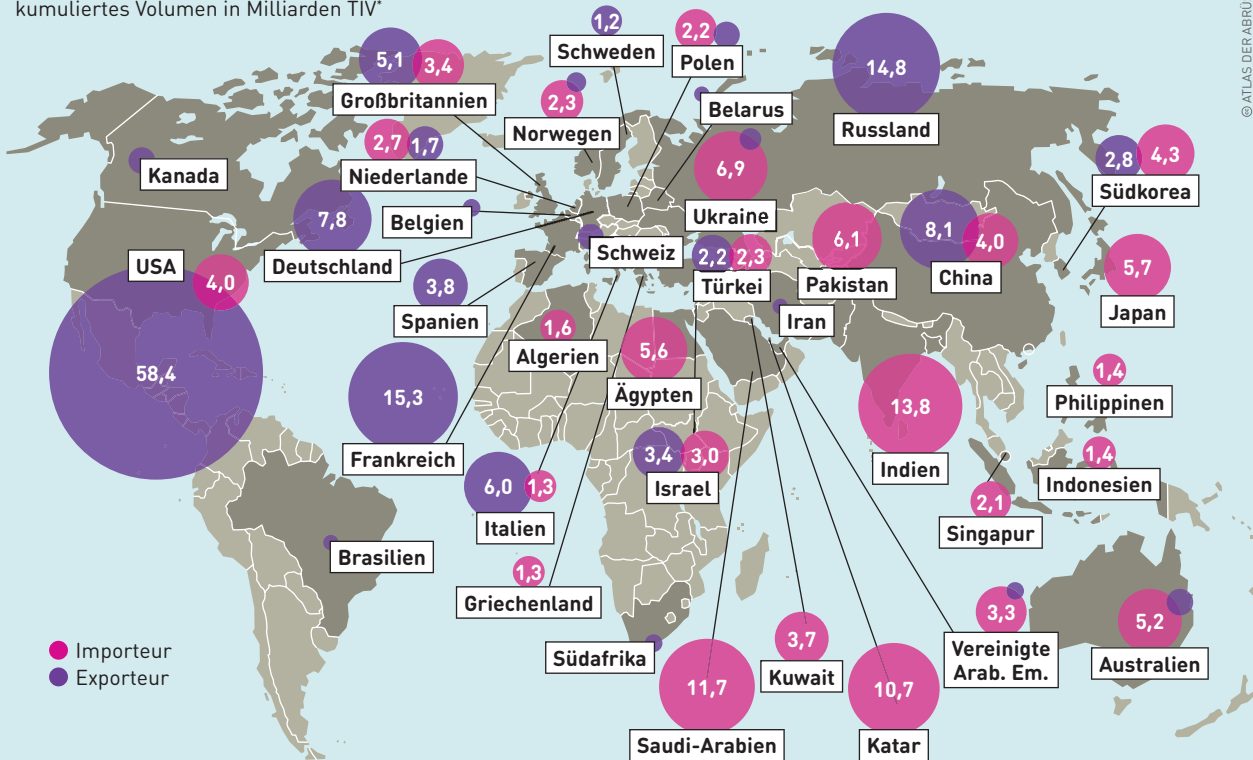 kumuliertes Volumen in Milliarden TIV*
© ATLAS DER ABRÜ
1,2
Schweden
2,2
Polen
14,8
Russland
5,1
3,4
Großbritannien
2,3
Norwegen
Belarus
2,7
1,7
Niederlande
Kanada
6,9
Ukraine
2,8
4,3
Südkorea
7,8
Deutschland
Belgien
Schweiz
2,2
2,3
Türkei
6,1
Pakistan
8,1
4,0
China
5,7
Japan
USA
4,0
58,4
3,8
Spanien
1,6
Algerien
5,6
Ägypten
Iran
15,3
Frankreich
13,8
Indien
1,4
Philippinen
6,0
1,3
Italien
3,4
3,0
Israel
1,4
Indonesien
2,1
Singapur
Brasilien
1,3
Griechenland
Südafrika
3,7
Kuwait
3,3
Vereinigte
Arab. Em.
5,2
Australien
11,7
Saudi-Arabien
10,7
Katar
Importeur
Exporteur